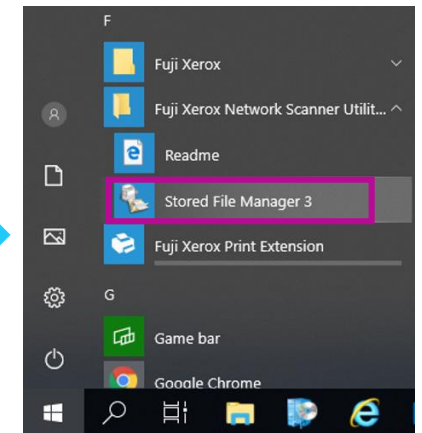 F
Fuji Xerox
Fuji Xerox Network Scanner Utilit...
Readme
Stored File Manager 3
Fuji Xerox Print Extension
G
Game bar
Google Chrome